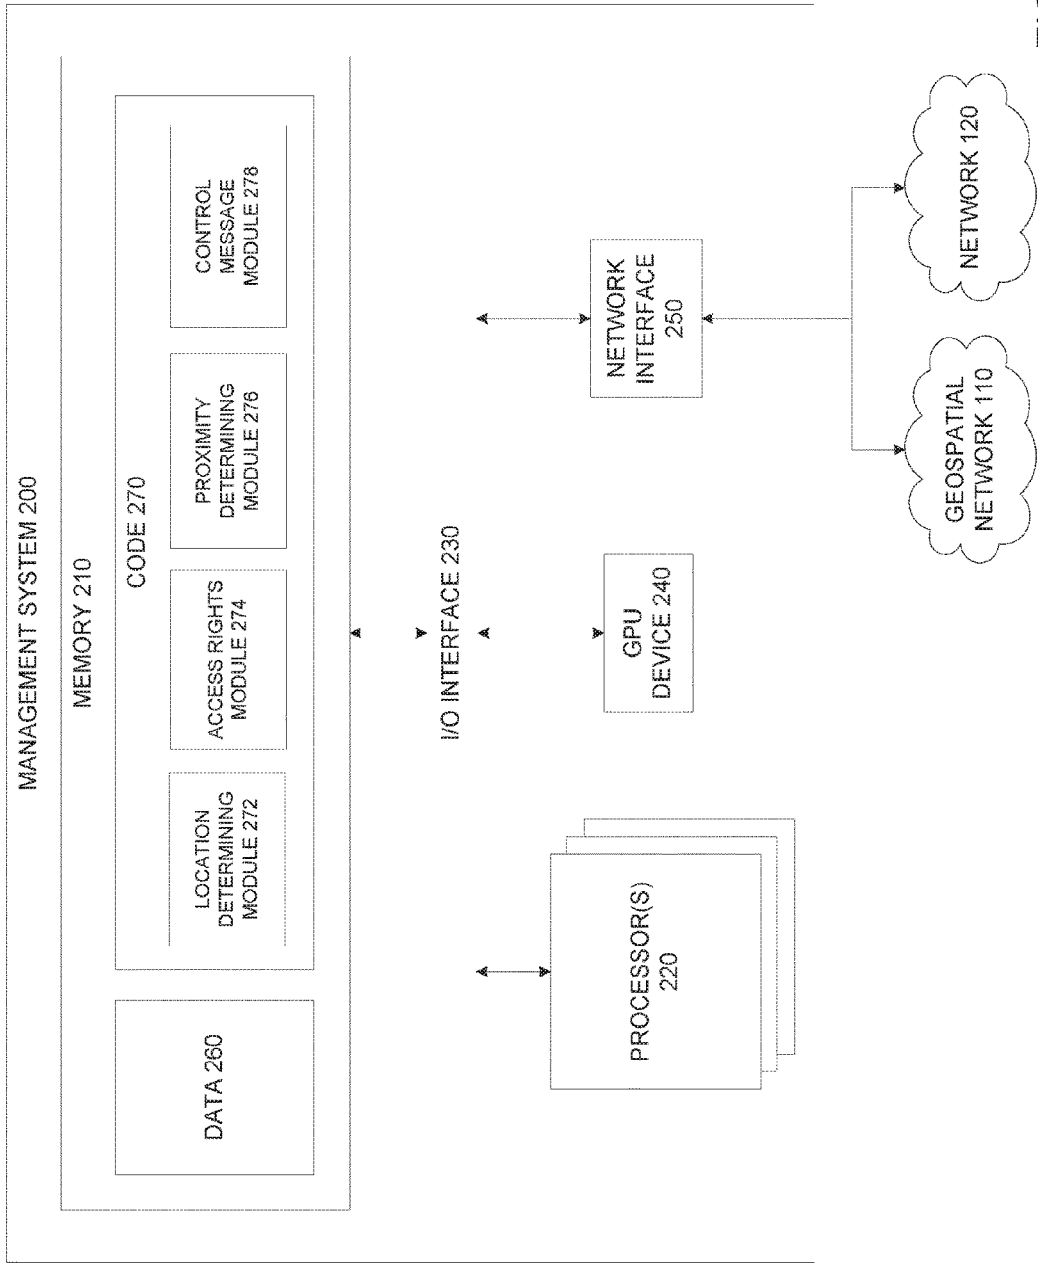 MANAGEMENT SYSTEM 200
MEMORY 210
CODE 270
DATA 260
LOCATION
DETERMINING
MODULE 272
ACCESS RIGHTS
MODULE 274
PROXIMITY
DETERMINING
MODULE 276
CONTROL
MESSAGE
MODULE 278
I/O INTERFACE 230
PROCESSOR(S)
220
GPU
DEVICE 240
NETWORK
INTERFACE
250
GEOSPATIAL
NETWORK 110
NETWORK 120